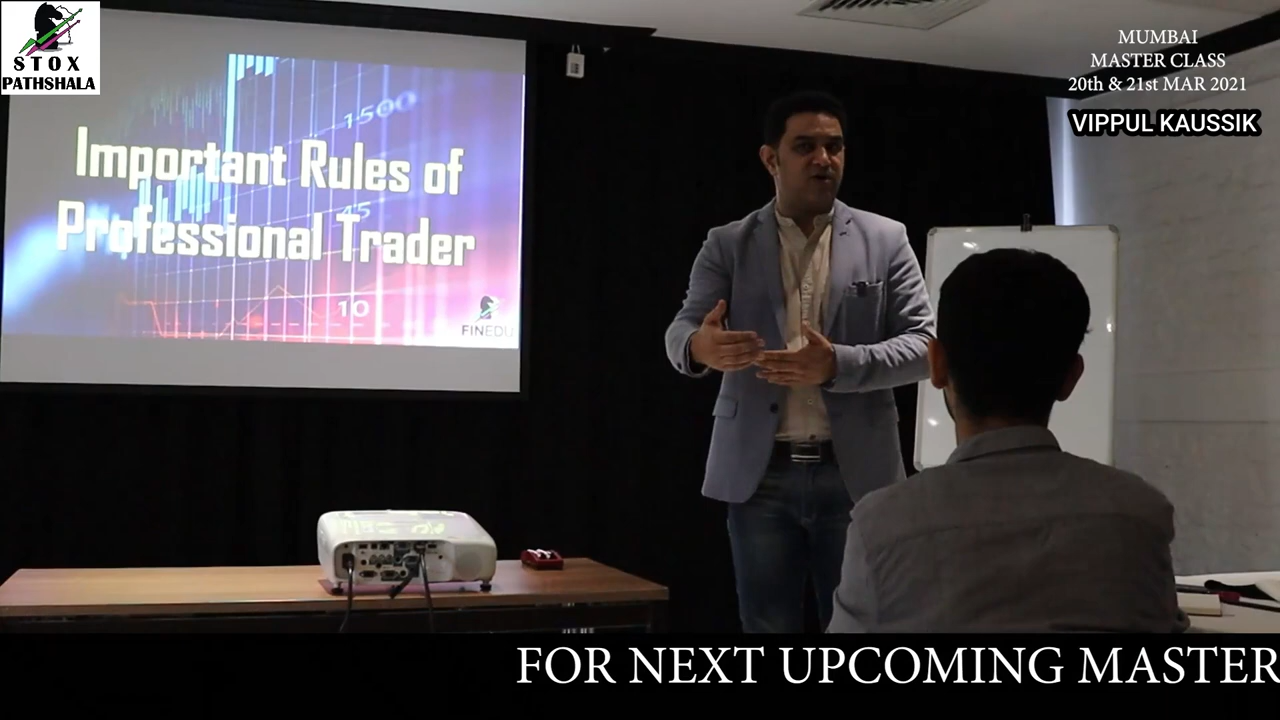 STOX
PATHSHALA
MUMBAI
MASTER CLASS
20th & 21st MAR 2021
VIPPUL KAUSSIK
1500
Important Rules of
45
Professional Trader
10
FINEDU
FOR NEXT UPCOMING MASTER